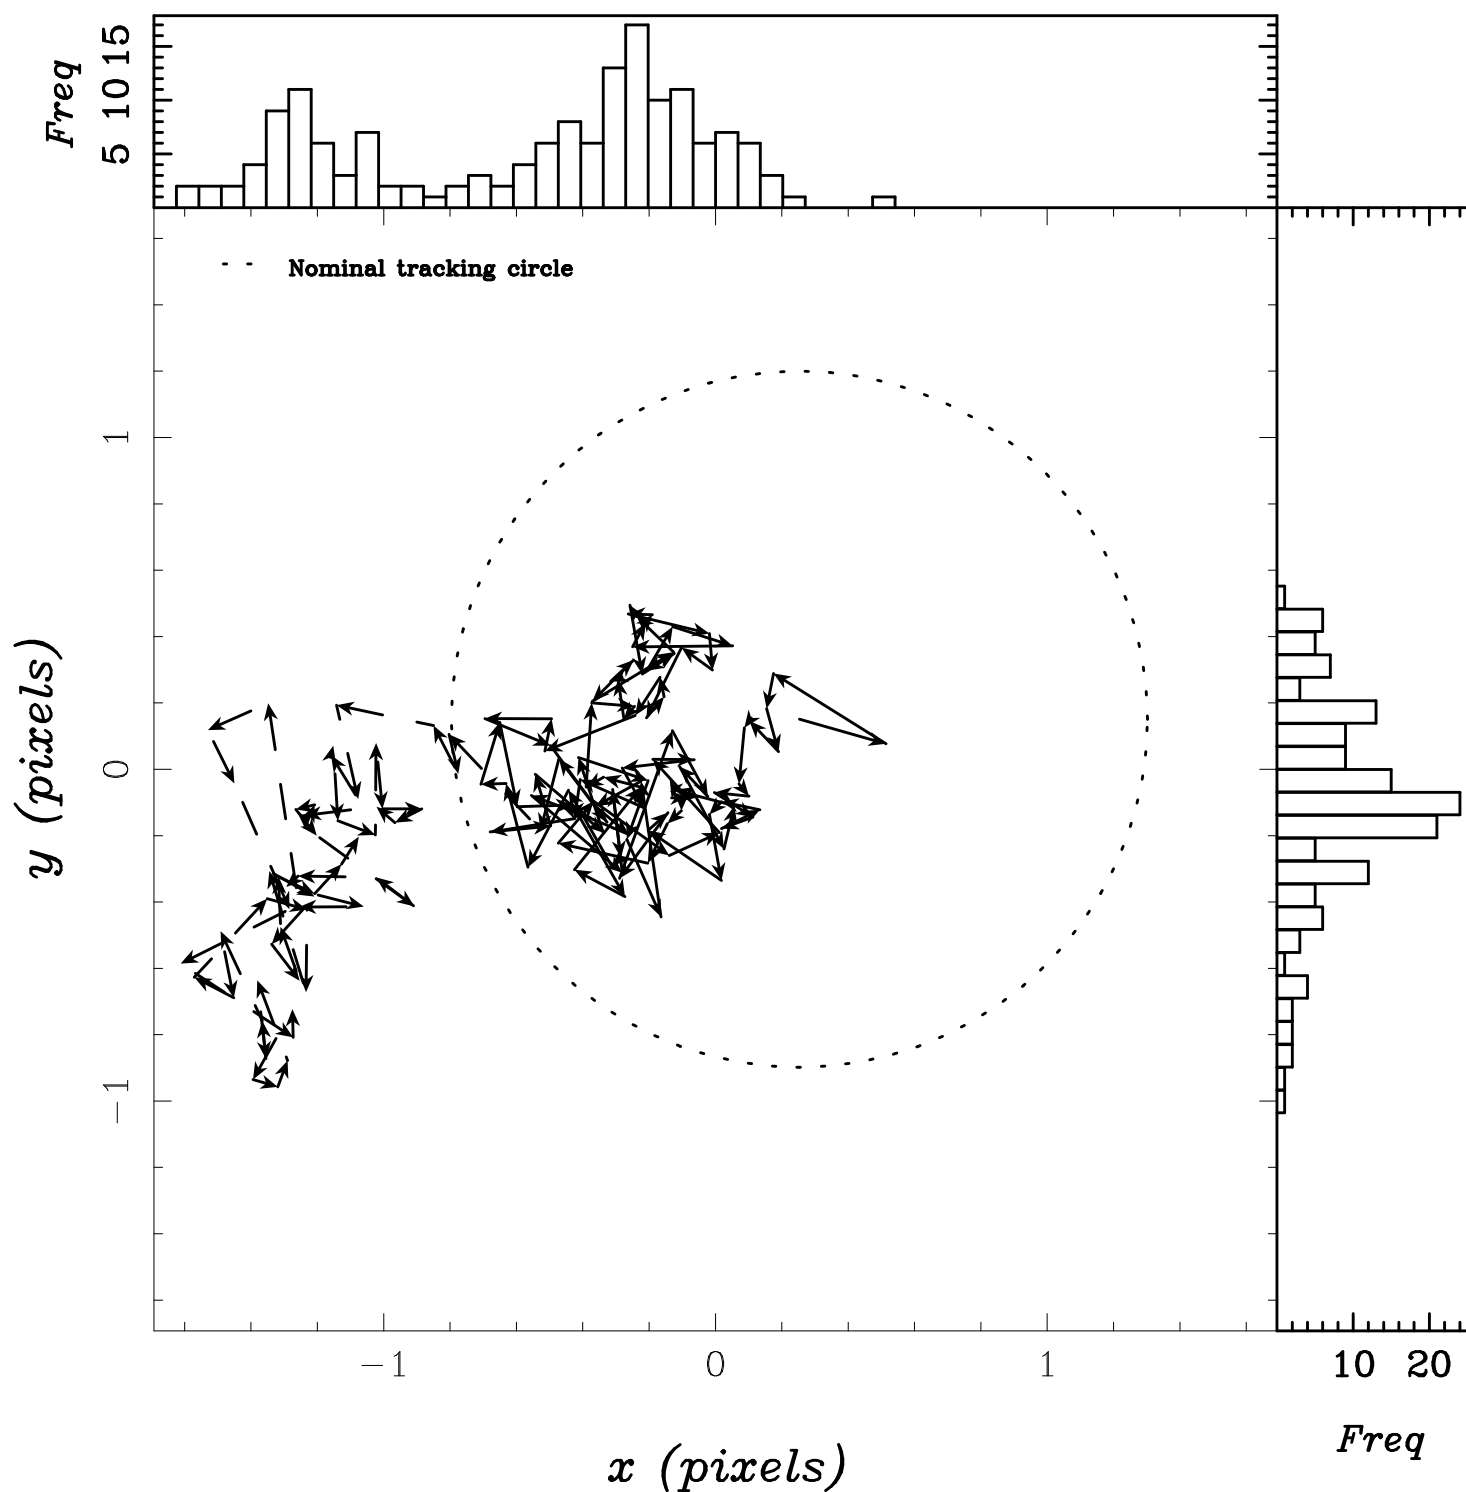 Freq
5 10 15
Nominal tracking circle
y (pixels)
1
0
−1
−1 0 1
10 20
x (pixels)
Freq